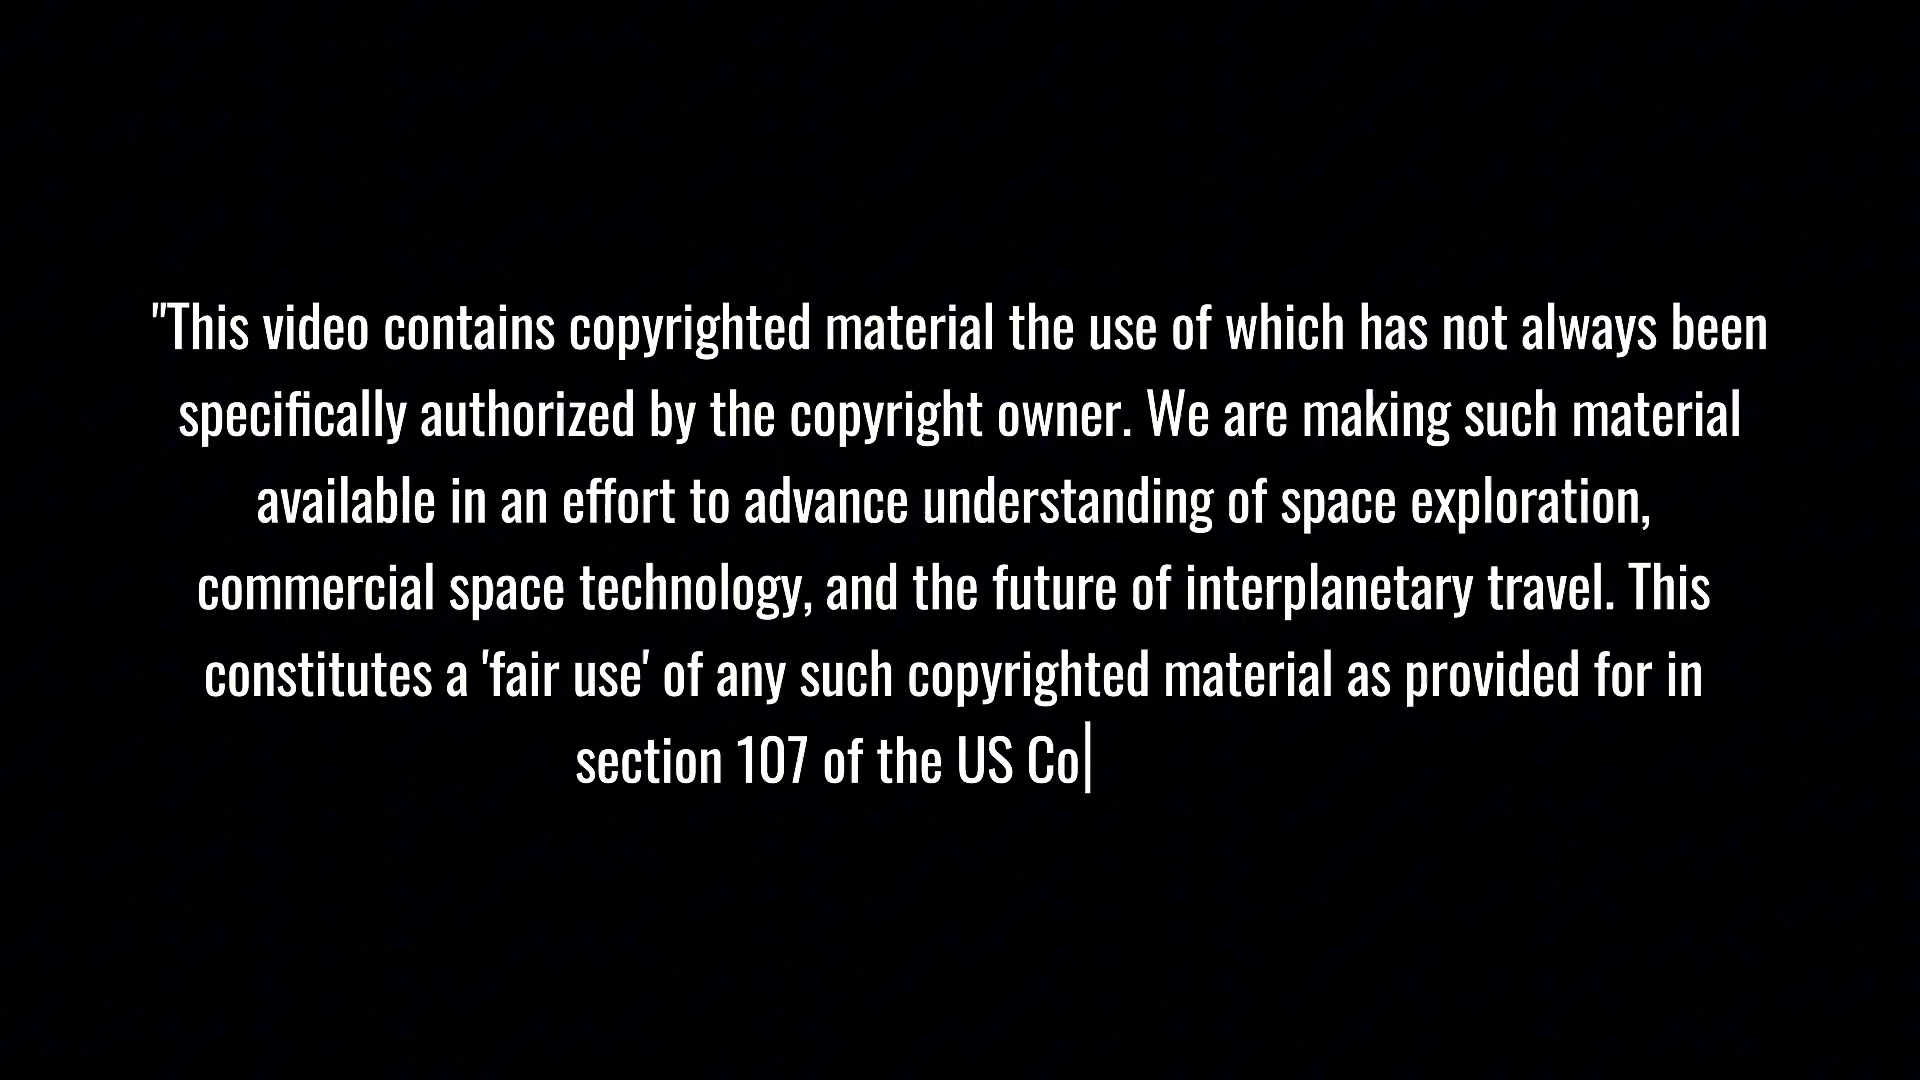 "This video contains copyrighted material the use of which has not always been
specifically authorized by the copyright owner. We are making such material
available in an effort to advance understanding of space exploration,
commercial space technology, and the future of interplanetary travel. This
constitutes a 'fair use' of any such copyrighted material as provided for in
section 107 of the US Co